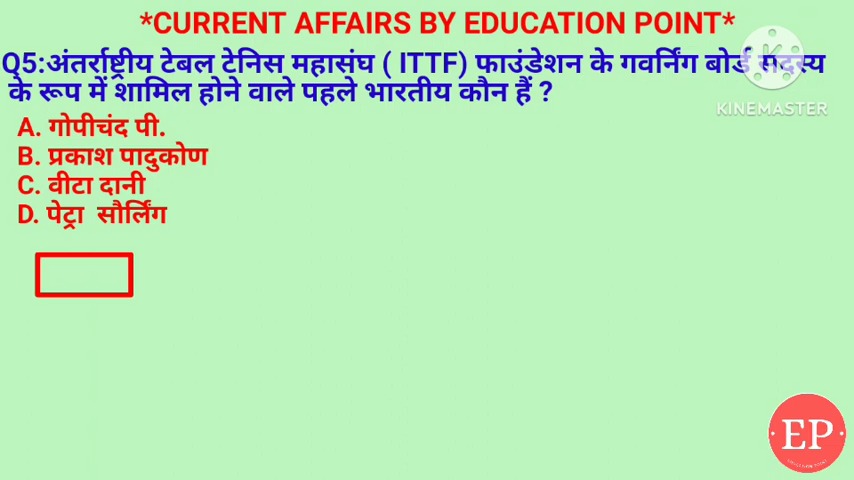 *CURRENT AFFAIRS BY EDUCATION POINT*
Q5:अंतर्राष्ट्रीय टेबल टेनिस महासंघ ( ITTF) फाउंडेशन के गवर्निंग बोर्ड सदस्य
के रूप में शामिल होने वाले पहले भारतीय कौन हैं ?
KINEMASTER
A. गोपीचंद पी.
B. प्रकाश पादुकोण
C. वीटा दानी
D. पेट्रा सौर्लिंग
EP